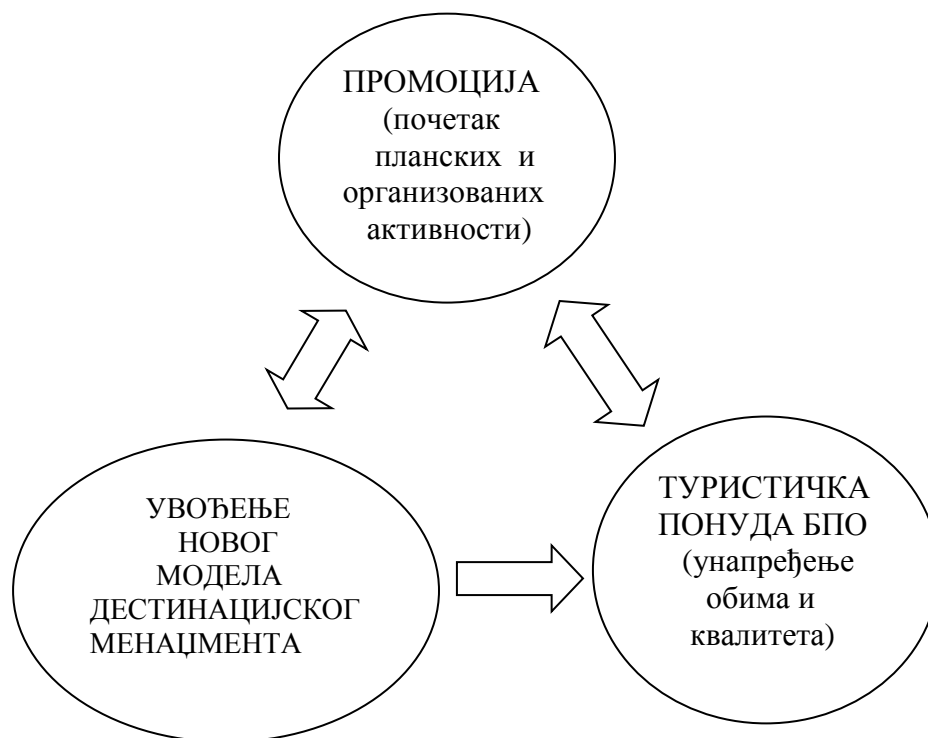 ПРОМОЦИЈА
(почетак
планских и
организованих
активности)
УВОЂЕЊЕ
НОВОГ
МОДЕЛА
ДЕСТИНАЦИЈСКОГ
МЕНАЏМЕНТА
ТУРИСТИЧКА
ПОНУДА БПО
(унапређење
обима и
квалитета)